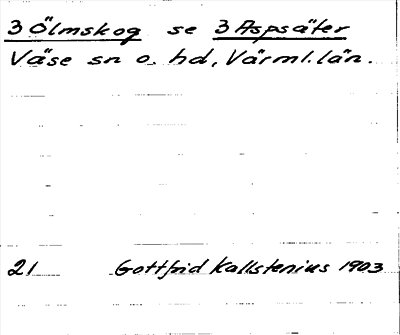 3 Ölmskog se 3 Aspsäter
Väse sn o. hd, Värml. län.
21 Gottfrid Kallstenius 1903